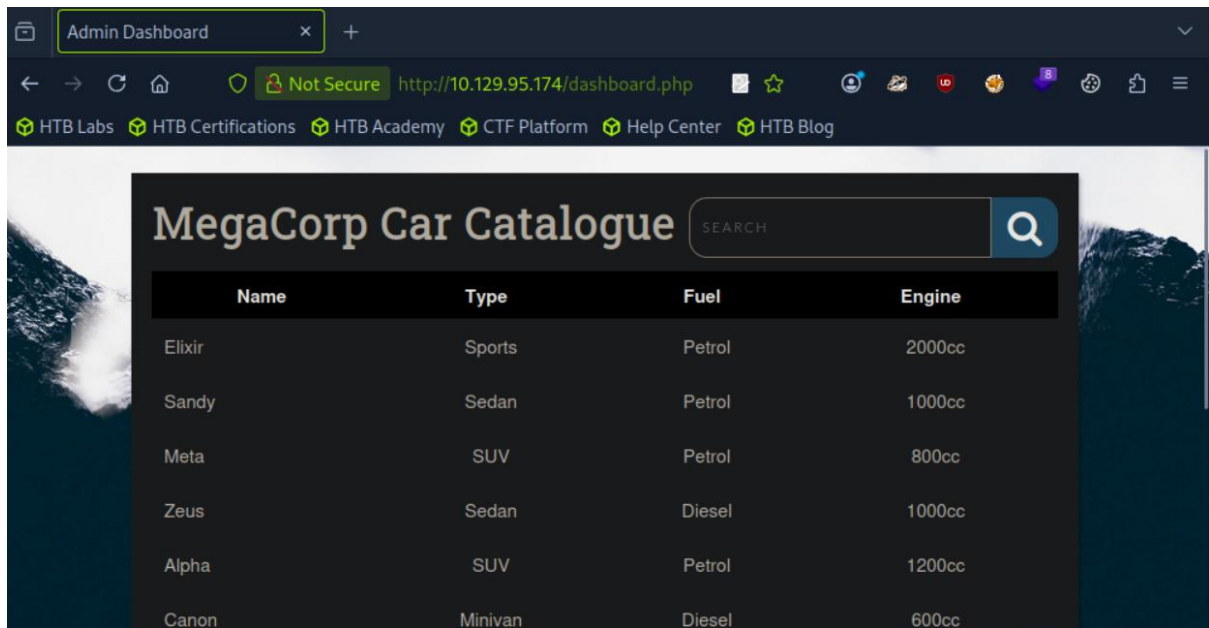 Admin Dashboard
Not Secure http://10.129.95.174/dashboard.php 8
HTB Labs HTB Certifications HTB Academy CTF Platform Help Center HTB Blog
MegaCorp Car Catalogue SEARCH
Name Type Fuel Engine
Elixir Sports Petrol 2000cc
Sandy Sedan Petrol 1000cc
Meta SUV Petrol 800cc
Zeus Sedan Diesel 1000cc
Alpha SUV Petrol 1200cc
Canon Minivan Diesel 600cc